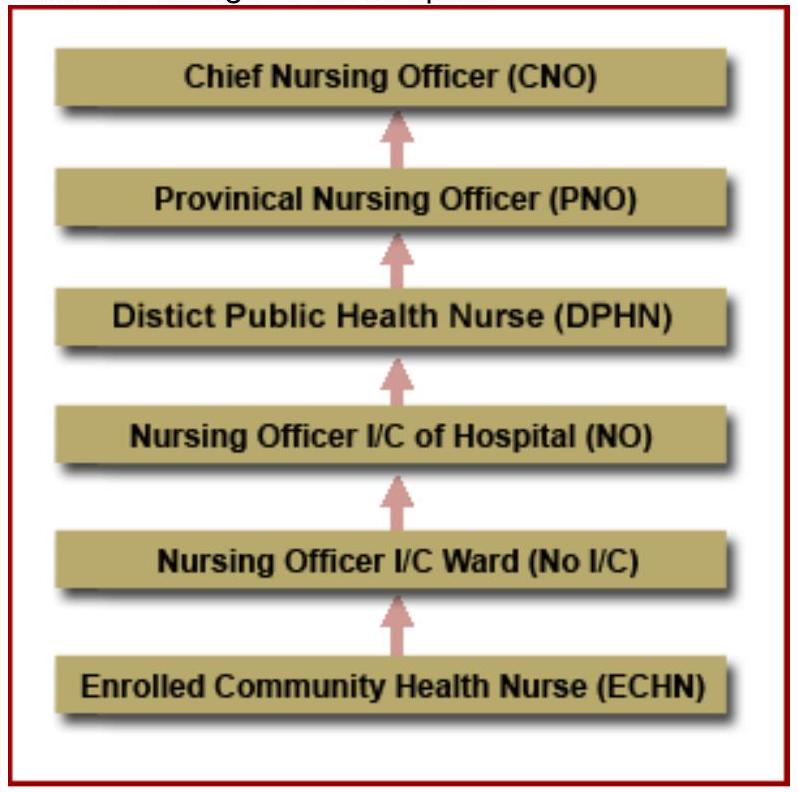 Chief Nursing Officer (CNO)
Provinical Nursing Officer (PNO)
Distict Public Health Nurse (DPHN)
Nursing Officer I/C of Hospital (NO)
Nursing Officer I/C Ward (No I/C)
Enrolled Community Health Nurse (ECHN)